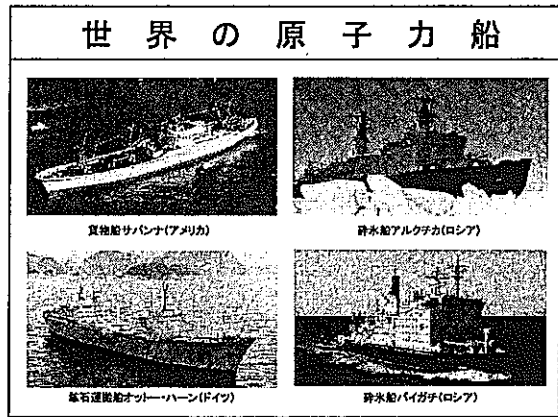 世界の原子力船
貨物船サバンナ(アメリカ)
砕氷船アルクチカ(ロシア)
鉱石運搬船オットー・ハーン(ドイツ)
砕氷船バイガチ(ロシア)